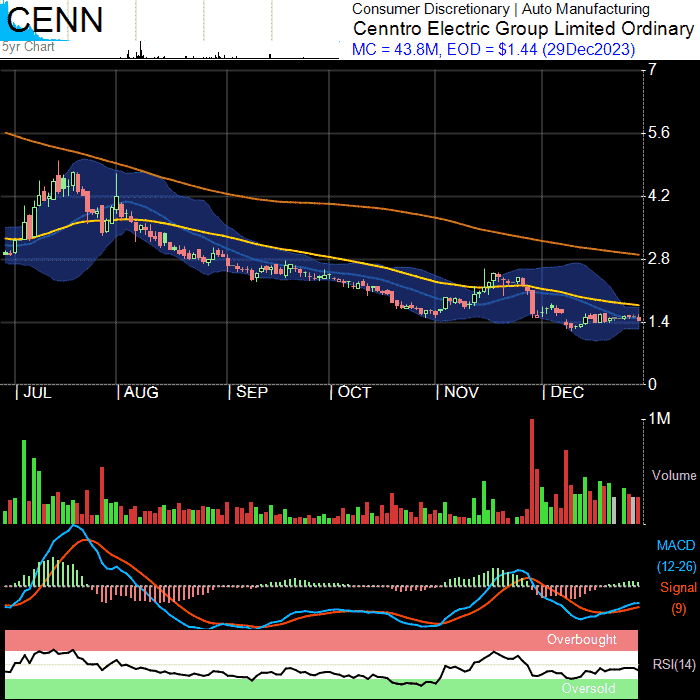 CENN
5yr Chart
Consumer Discretionary | Auto Manufacturing
Cenntro Electric Group Limited Ordinary
MC = 43.8M, EOD = $1.44 (29Dec2023)
7
5.6
4.2
2.8
1.4
0
JUL AUG SEP OCT NOV DEC
1M
Volume
MACD
(12-26)
Signal
(9)
Overbought
RSI(14)
Oversold